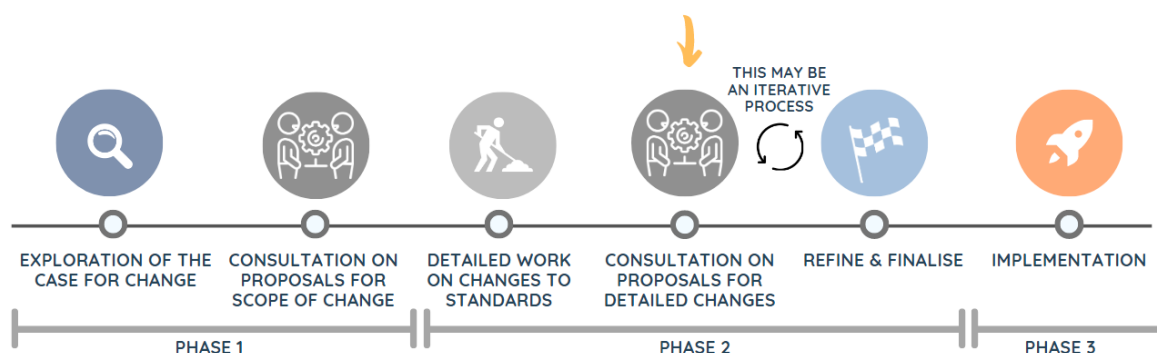 THIS MAY BE
AN ITERATIVE
PROCESS
EXPLORATION OF THE
CASE FOR CHANGE
CONSULTATION ON
PROPOSALS FOR
SCOPE OF CHANGE
DETAILED WORK
ON CHANGES TO
STANDARDS
CONSULTATION ON
PROPOSALS FOR
DETAILED CHANGES
REFINE & FINALISE
IMPLEMENTATION
PHASE 1
PHASE 2
PHASE 3